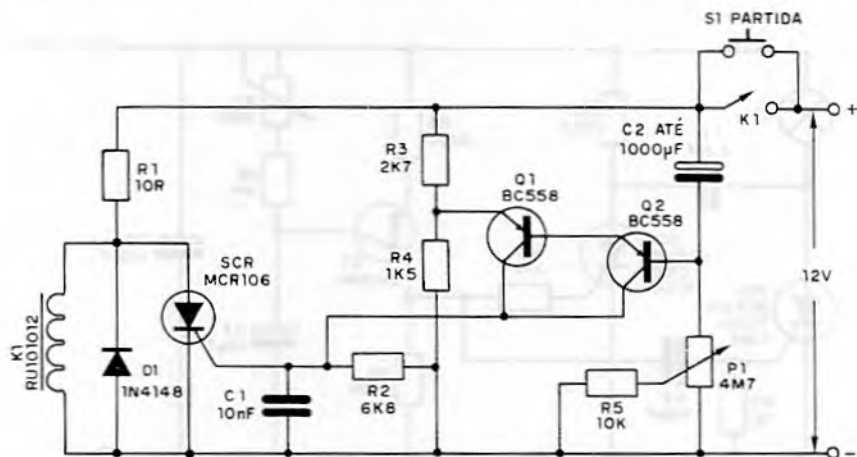 S1 PARTIDA
K1
+
C2 ATÉ
1000µF
R1
10R
R3
2K7
Q1
BC558
Q2
BC558
R4
1K5
SCR
MCR106
12V
K1
RU101012
D1
1N4148
C1
10nF
R2
6K8
R5
10K
P1
4M7
−